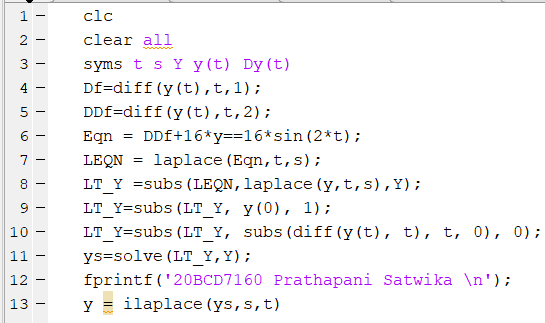 1 - clc
2 - clear all
3 - syms t s Y y(t) Dy(t)
4 - Df=diff(y(t),t,1);
5 - DDf=diff(y(t),t,2);
6 - Eqn = DDf+16*y==16*sin(2*t);
7 - LEQN = laplace(Eqn,t,s);
8 - LT_Y =subs(LEQN,laplace(y,t,s),Y);
9 - LT_Y=subs(LT_Y, y(0), 1);
10 - LT_Y=subs(LT_Y, subs(diff(y(t), t), t, 0), 0);
11 - ys=solve(LT_Y,Y);
12 - fprintf('20BCD7160 Prathapani Satwika \n');
13 - y = ilaplace(ys,s,t)